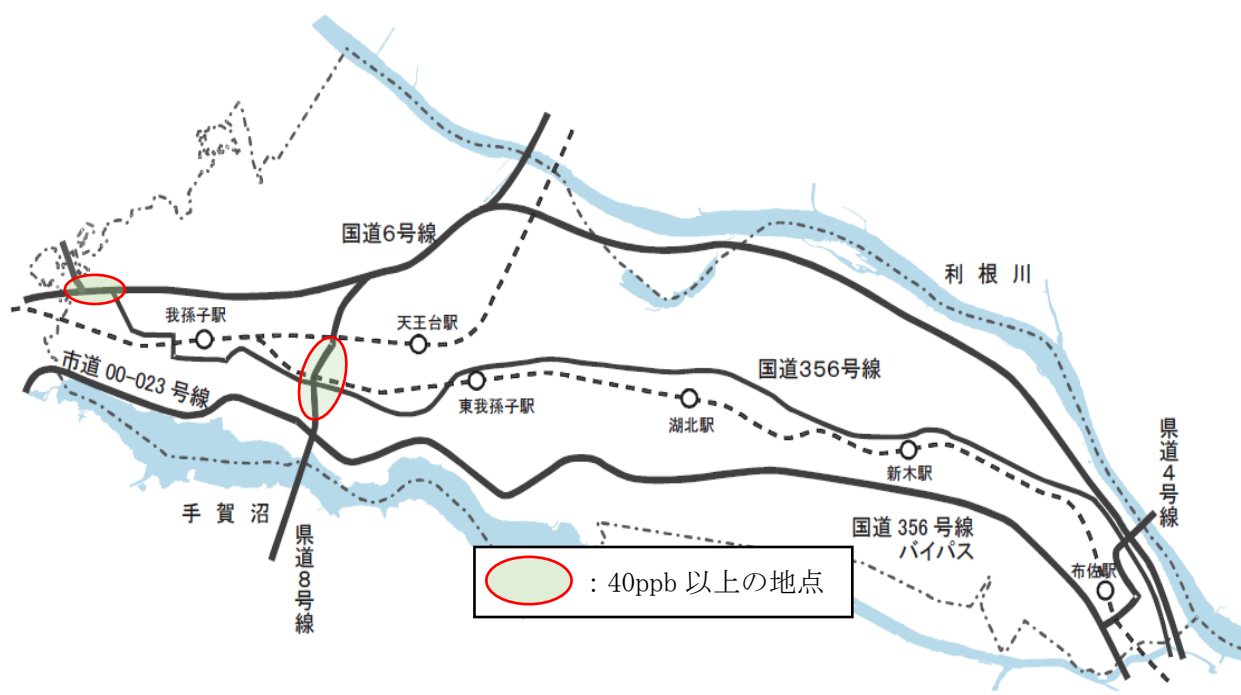 国道6号線
利根川
我孫子駅
天王台駅
市道 00-023 号線
国道356号線
東我孫子駅
湖北駅
新木駅
県道4号線
手賀沼
県道8号線
国道 356 号線
バイパス
布佐駅
：40ppb 以上の地点